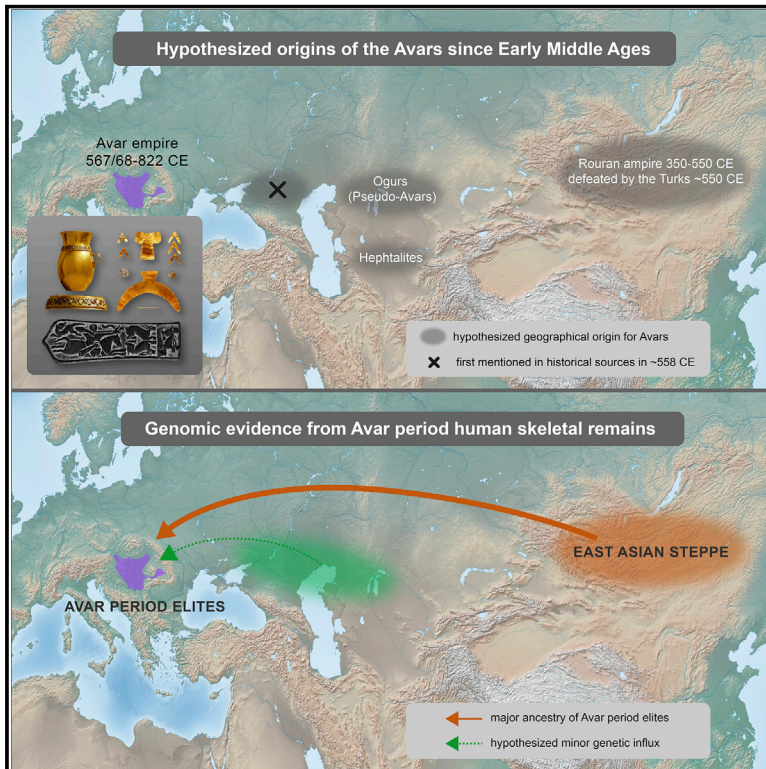 Hypothesized origins of the Avars since Early Middle Ages
Avar empire
567/68-822 CE
Ogurs
(Pseudo-Avars)
Rouran ampire 350-550 CE
defeated by the Turks ~550 CE
Hephtalites
hypothesized geographical origin for Avars
first mentioned in historical sources in ~558 CE
Genomic evidence from Avar period human skeletal remains
EAST ASIAN STEPPE
AVAR PERIOD ELITES
major ancestry of Avar period elites
hypothesized minor genetic influx